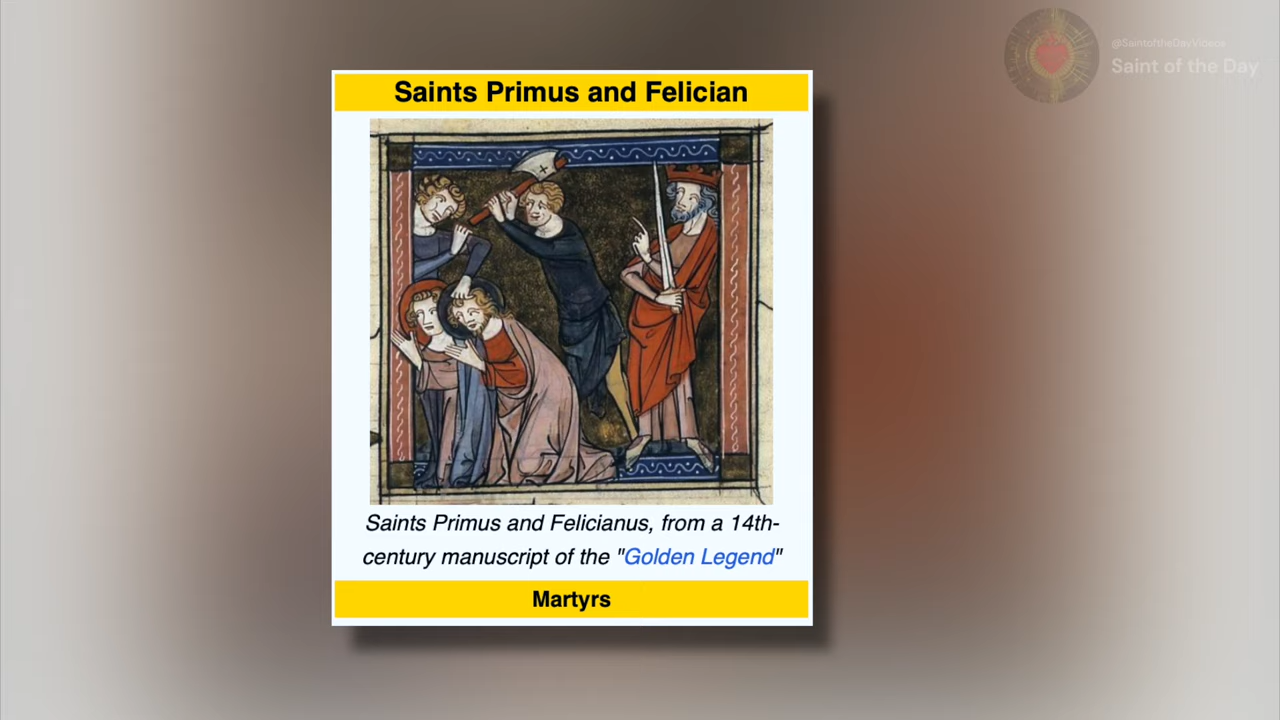 Saints Primus and Felician
Saints Primus and Felicianus, from a 14th-
century manuscript of the "Golden Legend"
Martyrs
Saint of the Day